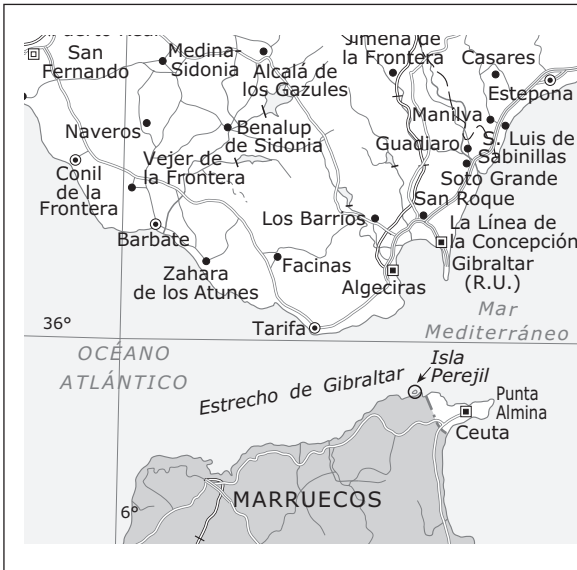 San
Fernando
Medina-
Sidonia
Alcalá de
los Gazules
Jimena de
la Frontera
Casares
Estepona
Manilva
Naveros
Benalup
de Sidonia
Guadiaro
S. Luis de
Sabinillas
Conil
de la
Frontera
Vejer de
la Frontera
Soto Grande
San Roque
Los Barrios
La Línea de
la Concepción
Barbate
Zahara
de los Atunes
Facinas
Algeciras
Gibraltar
(R.U.)
Mar
Mediterráneo
36°
Tarifa
OCÉANO
ATLÁNTICO
Isla
Perejil
Estrecho de Gibraltar
Punta
Almina
Ceuta
MARRUECOS
6°